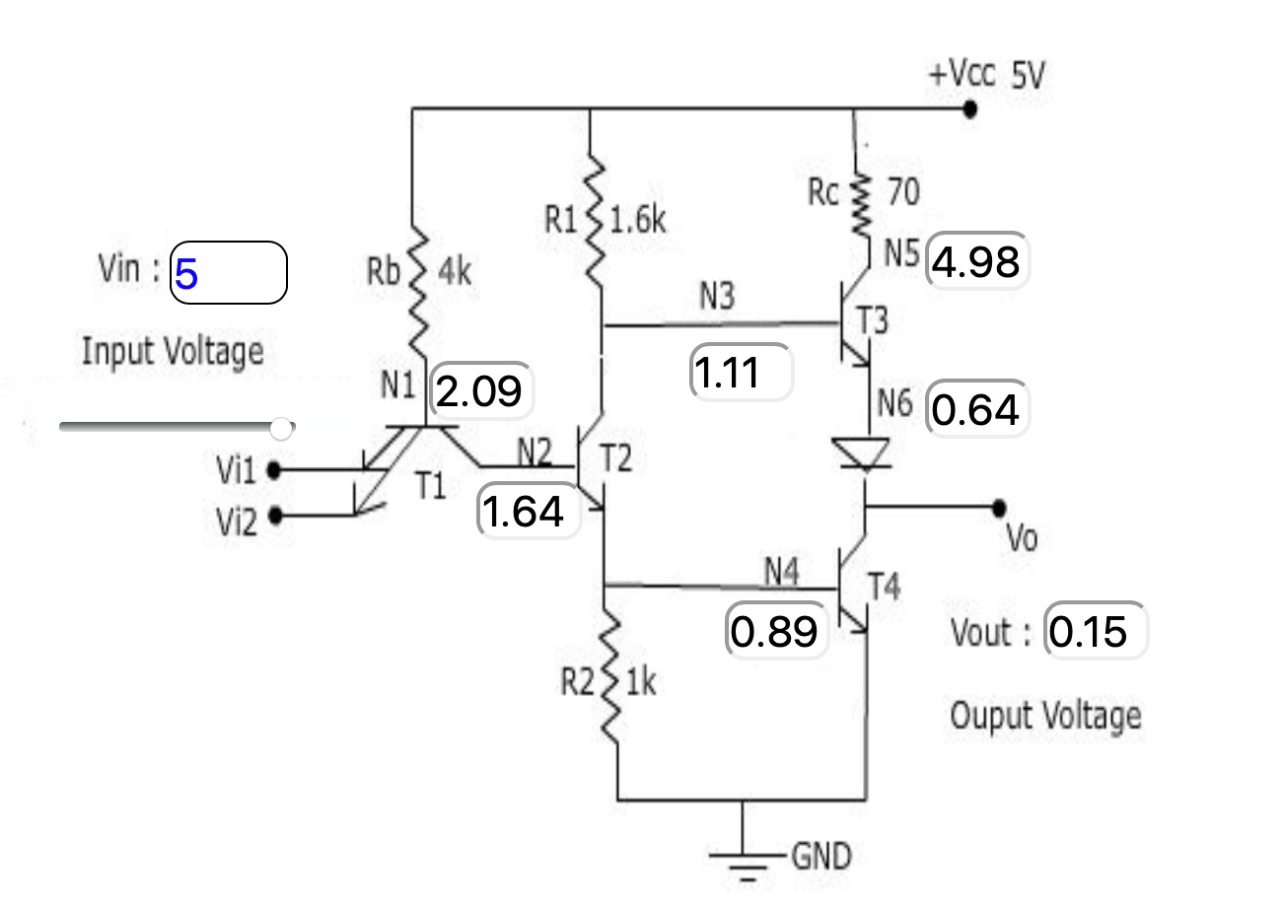 +Vcc 5V
Rc 70
R1 1.6k
N5 4.98
Vin : 5
Rb 4k
N3
T3
Input Voltage
1.11
N1 2.09
N6 0.64
Vi1
T1
N2
T2
1.64
Vi2
Vo
N4
T4
0.89
Vout : 0.15
R2 1k
Ouput Voltage
GND